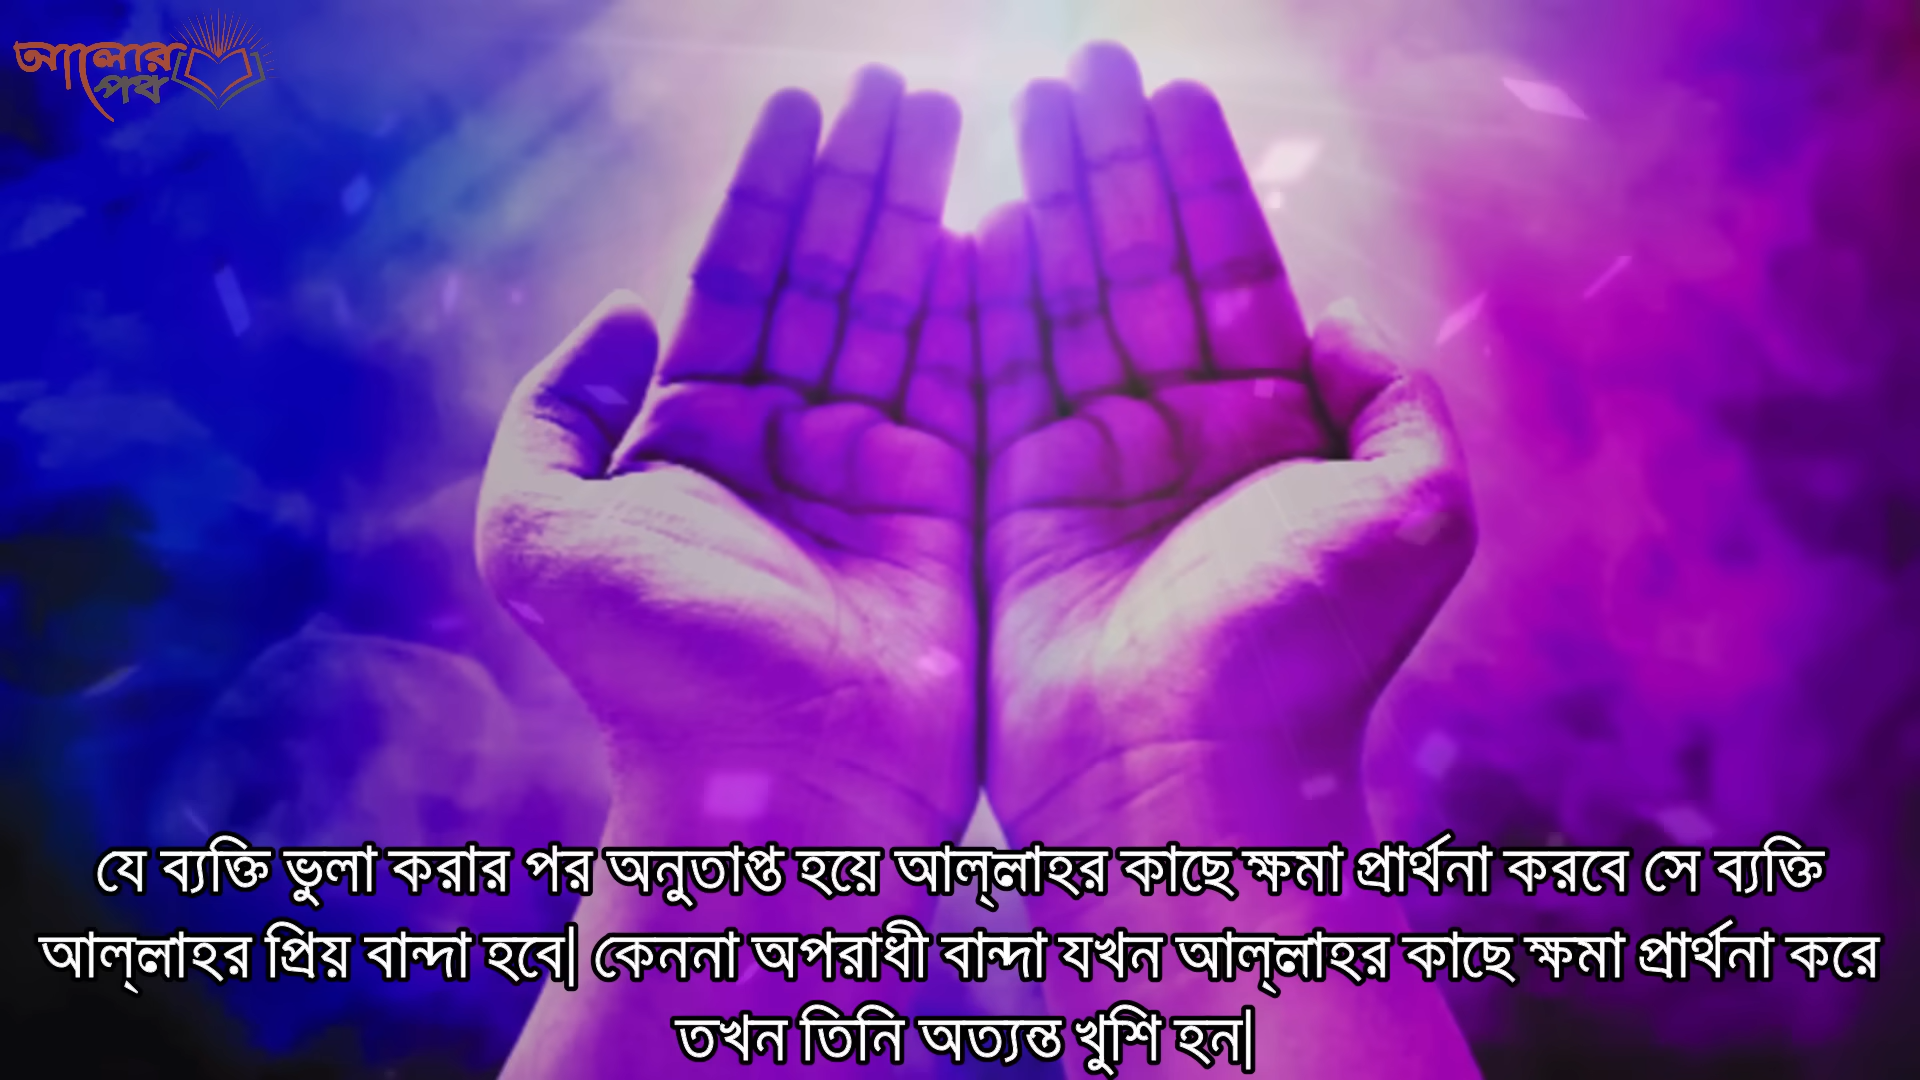 আলোর
পথ
যে ব্যক্তি ভুলা করার পর অনুতাপ্ত হয়ে আল্‌লাহর কাছে ক্ষমা প্রার্থনা করবে সে ব্যক্তি
আল্‌লাহর প্রিয় বান্দা হবে| কেননা অপরাধী বান্দা যখন আল্‌লাহর কাছে ক্ষমা প্রার্থনা করে
তখন তিনি অত্যন্ত খুশি হন|